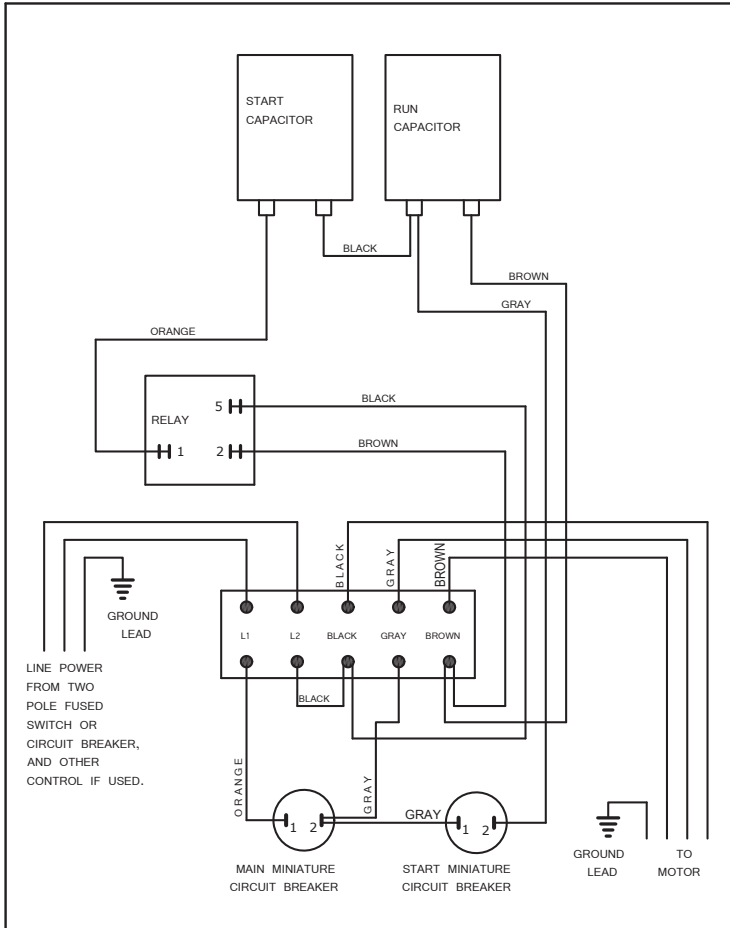 START
CAPACITOR
RUN
CAPACITOR
BLACK
BROWN
GRAY
ORANGE
BLACK
5
RELAY
BROWN
1
2
BLACK
GRAY
BROWN
GROUND
LEAD
L1
L2
BLACK
GRAY
BROWN
LINE POWER
FROM TWO
POLE FUSED
SWITCH OR
CIRCUIT BREAKER,
AND OTHER
CONTROL IF USED.
BLACK
ORANGE
GRAY
GRAY
1 2
1 2
MAIN MINIATURE
CIRCUIT BREAKER
START MINIATURE
CIRCUIT BREAKER
GROUND
LEAD
TO
MOTOR